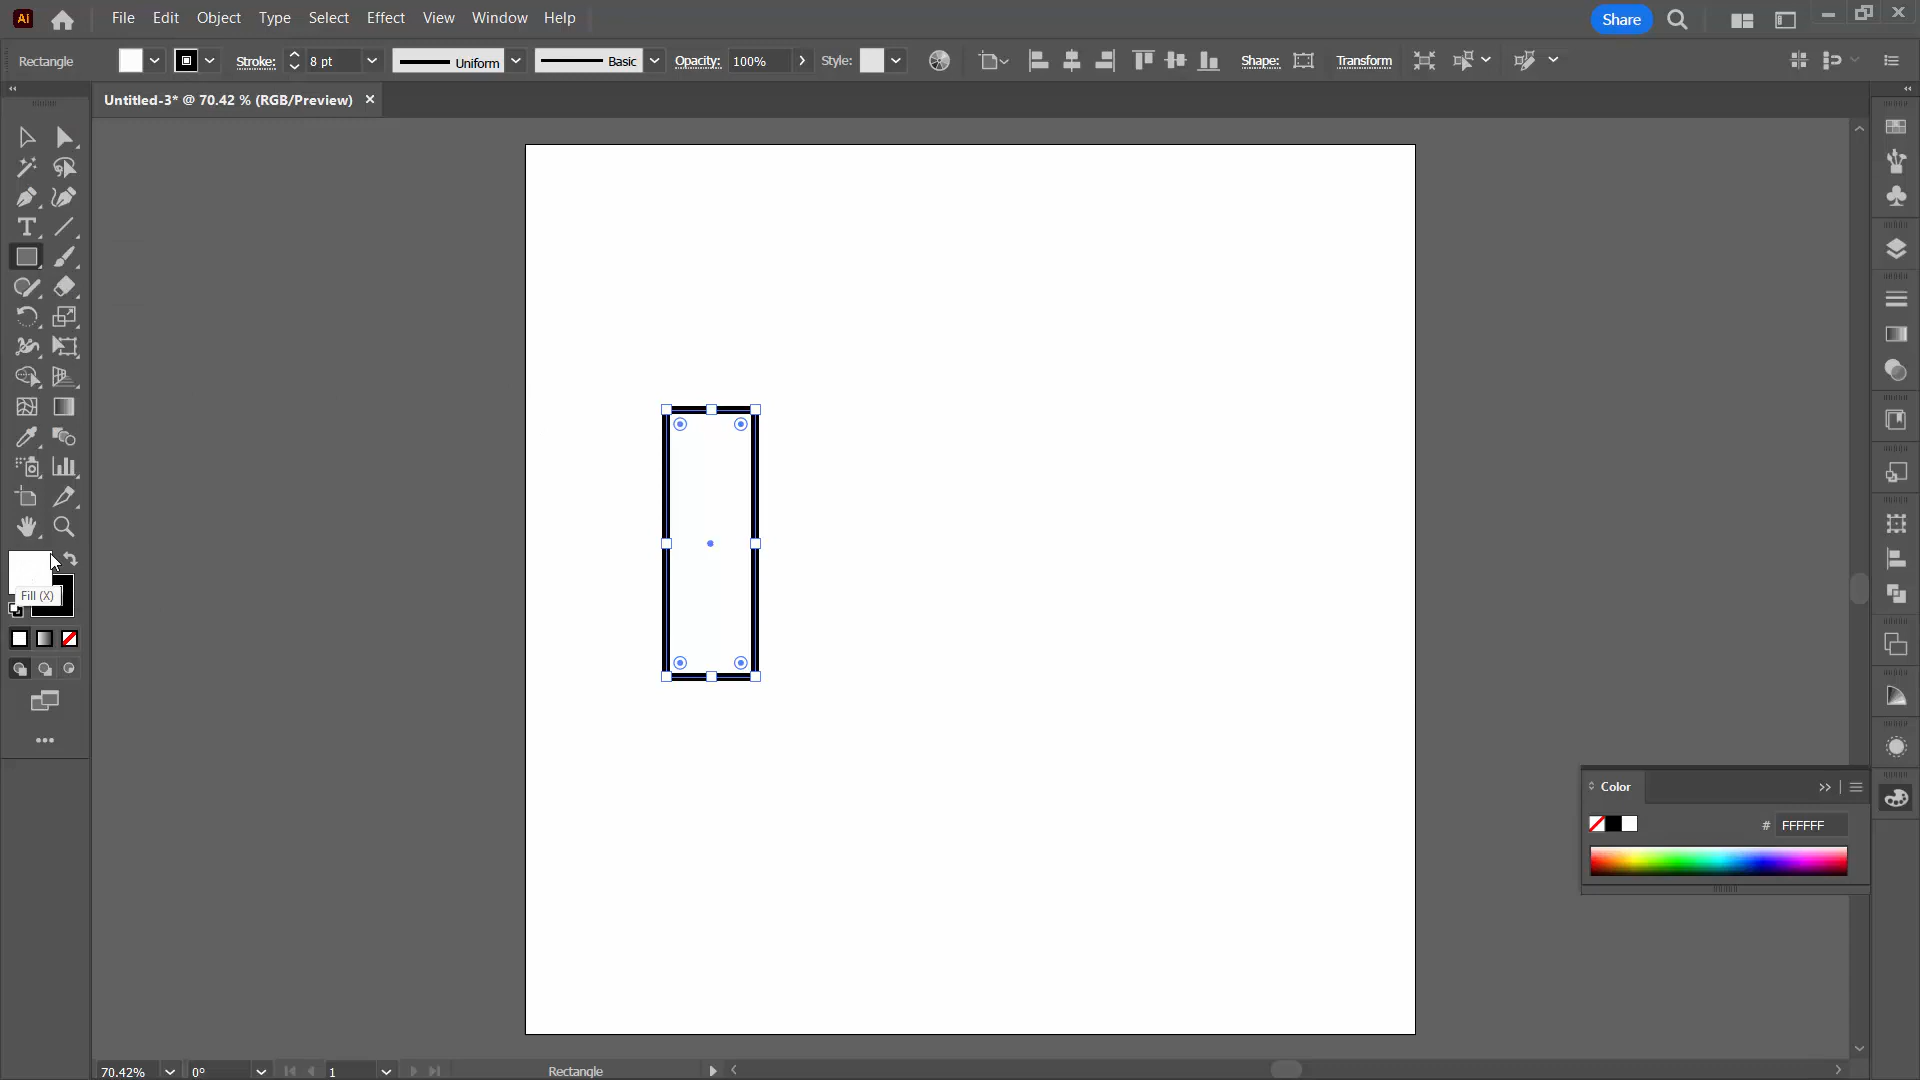 Ai File Edit Object Type Select Effect View Window Help Share
Rectangle Stroke: 8 pt Uniform Basic Opacity: 100% Style: Shape: Transform
Untitled-3* @ 70.42 % (RGB/Preview) ×
T
Fill (X)
Color
# FFFFFF
70.42% 0° 1 Rectangle